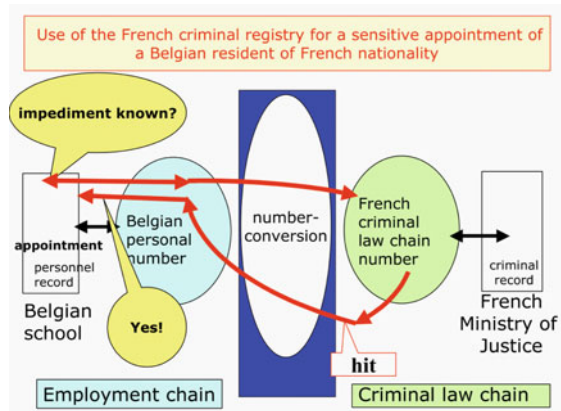 Use of the French criminal registry for a sensitive appointment of
a Belgian resident of French nationality
impediment known?
appointment
personnel
record
Belgian
school
Belgian
personal
number
Yes!
number-
conversion
French
criminal
law chain
number
criminal
record
French
Ministry of
Justice
hit
Employment chain
Criminal law chain